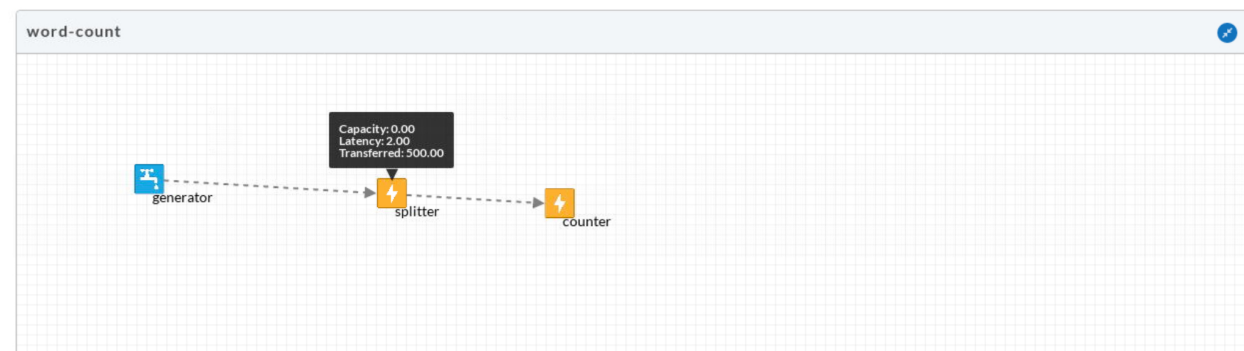 word-count
Capacity: 0.00
Latency: 2.00
Transferred: 500.00
generator
splitter
counter